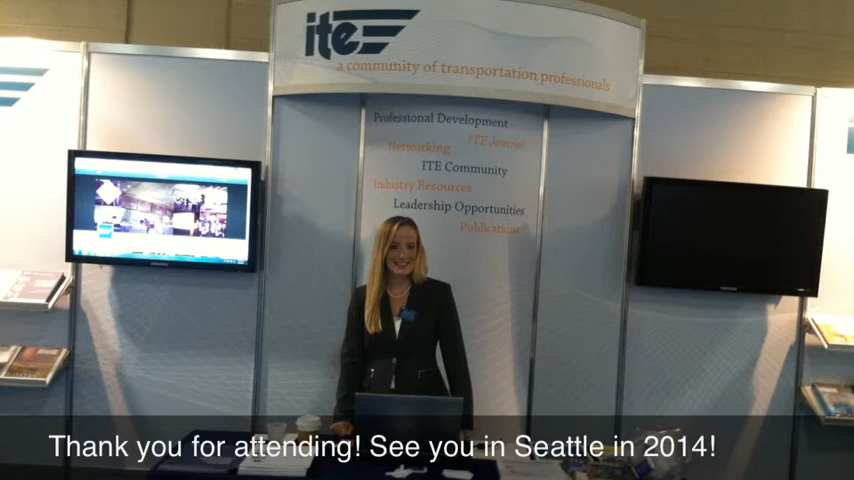 ite
a community of transportation professionals
Professional Development
ITE Journal
Networking
ITE Community
Industry Resources
Leadership Opportunities
Publications
Thank you for attending! See you in Seattle in 2014!